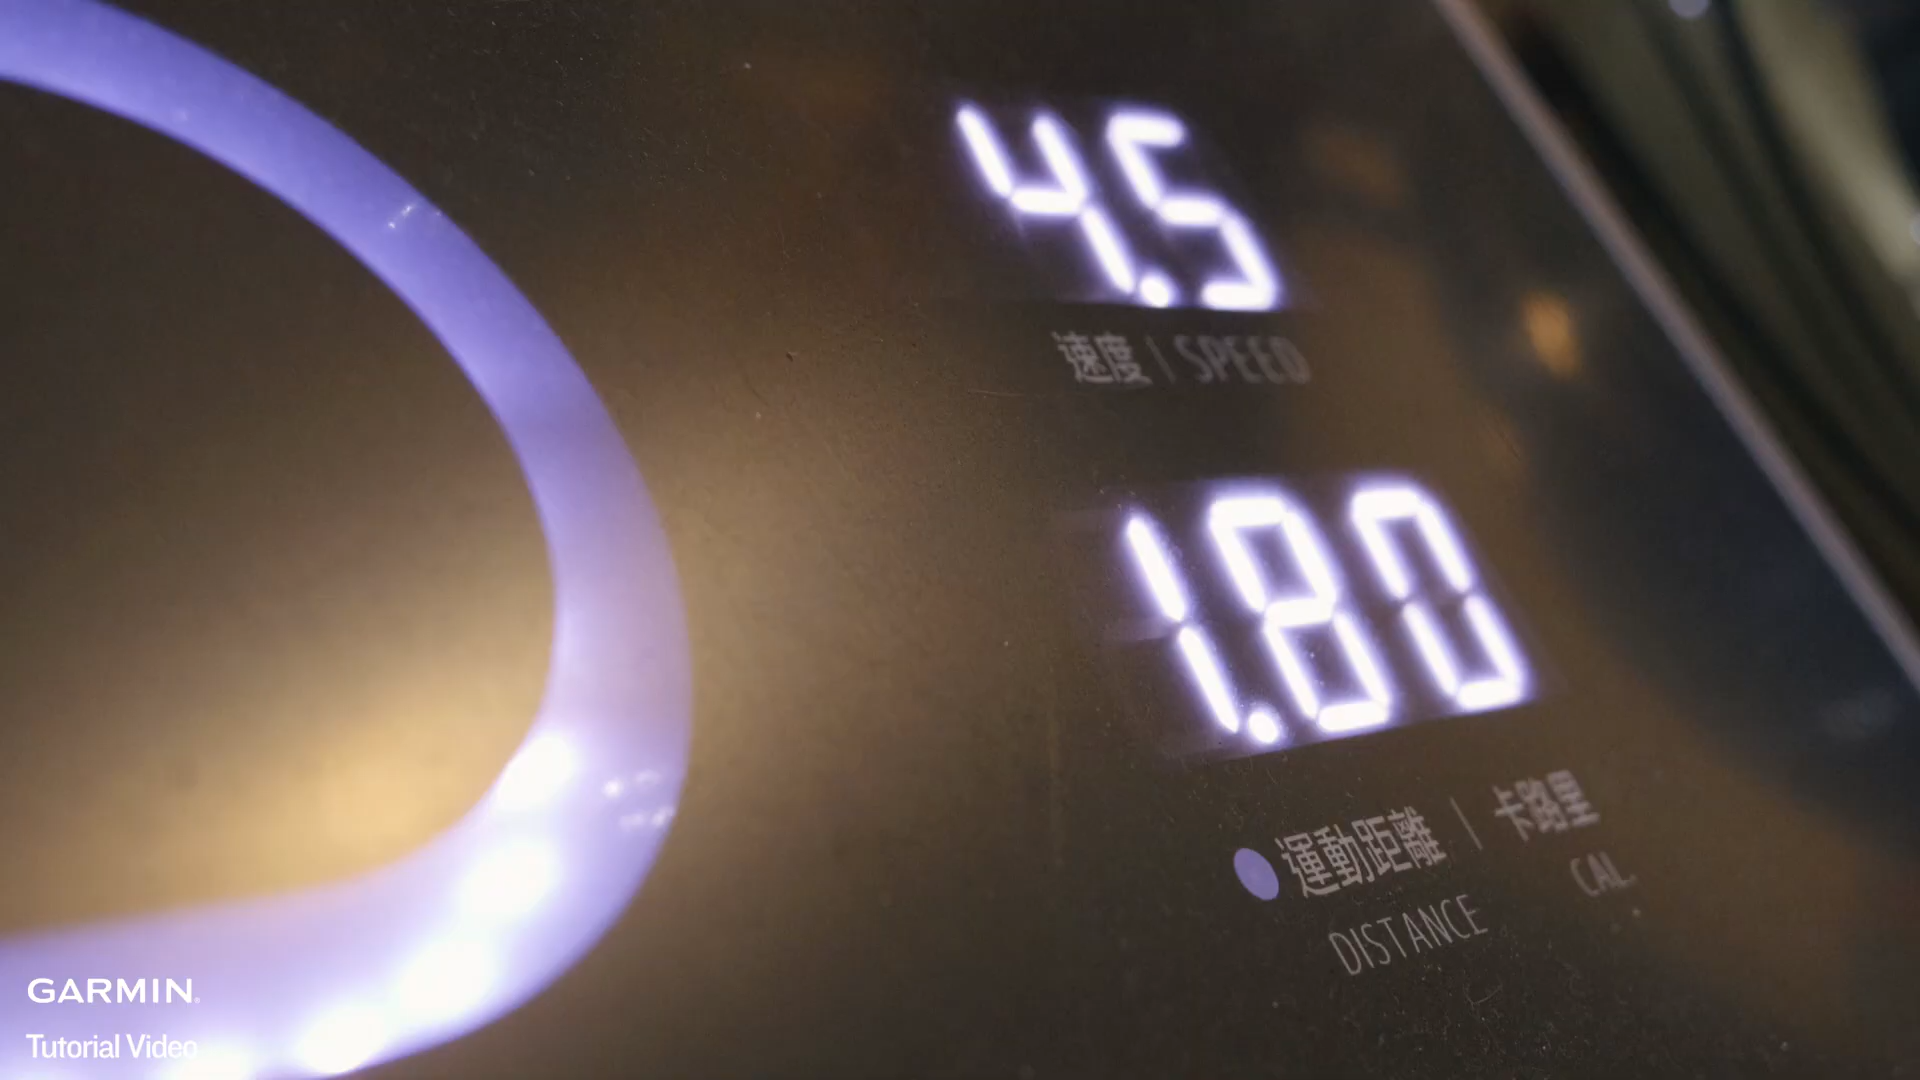 4.5
速度 | SPEED
1.80
運動距離 | 卡路里
DISTANCE CAL.
GARMIN
Tutorial Video